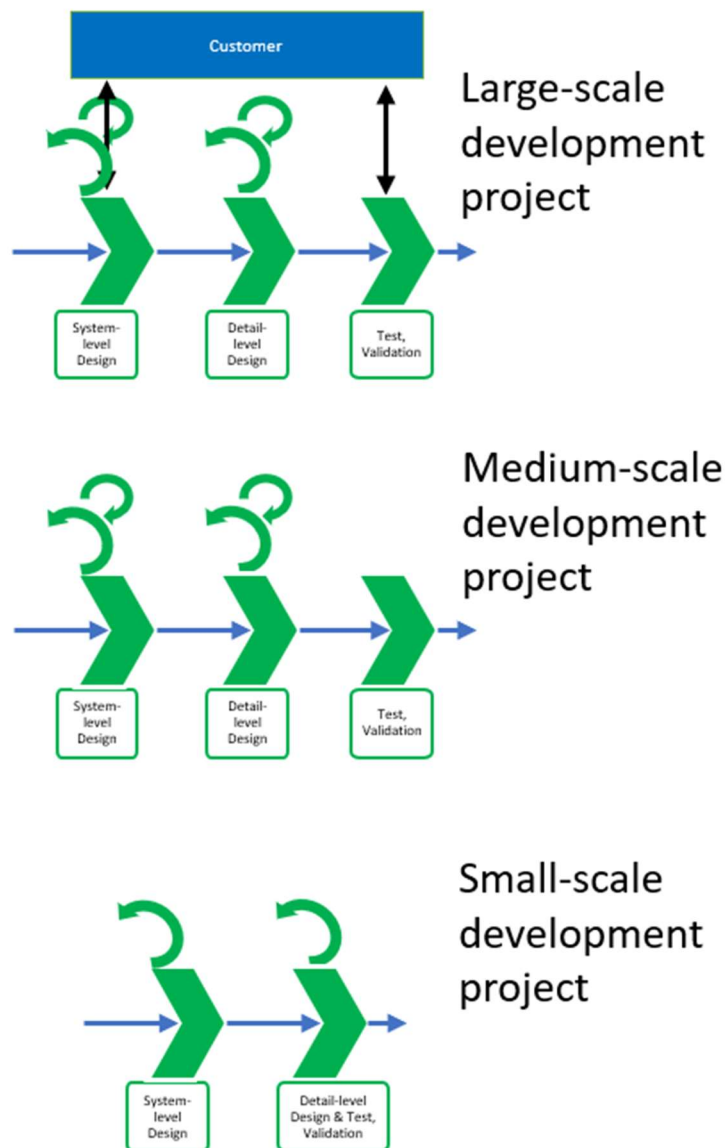 Customer
Large-scale
development
project
System-
level
Design
Detail-
level
Design
Test,
Validation
Medium-scale
development
project
System-
level
Design
Detail-
level
Design
Test,
Validation
Small-scale
development
project
System-
level
Design
Detail-level
Design & Test,
Validation